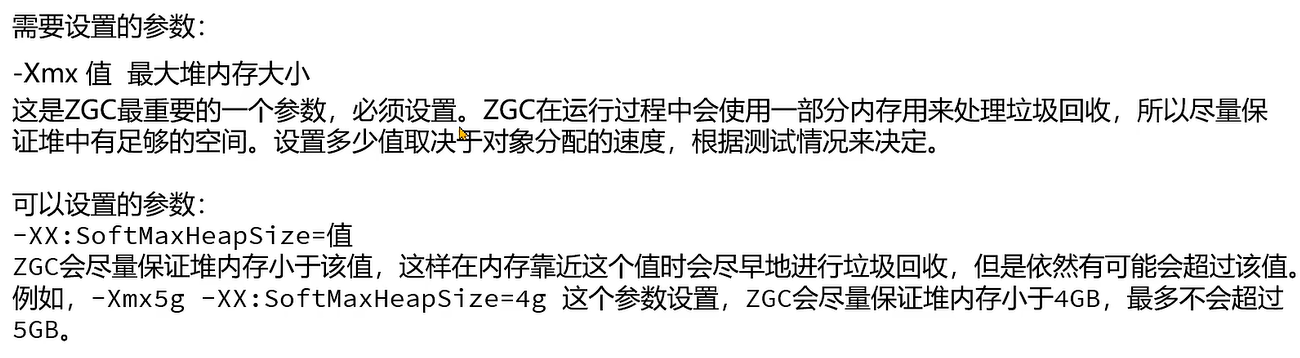 需要设置的参数：
-Xmx 值 最大堆内存大小
这是ZGC最重要的一个参数，必须设置。ZGC在运行过程中会使用一部分内存用来处理垃圾回收，所以尽量保
证堆中有足够的空间。设置多少值取决于对象分配的速度，根据测试情况来决定。
可以设置的参数：
-XX:SoftMaxHeapSize=值
ZGC会尽量保证堆内存小于该值，这样在内存靠近这个值时会尽早地进行垃圾回收，但是依然有可能会超过该值。
例如，-Xmx5g -XX:SoftMaxHeapSize=4g 这个参数设置，ZGC会尽量保证堆内存小于4GB，最多不会超过
5GB。